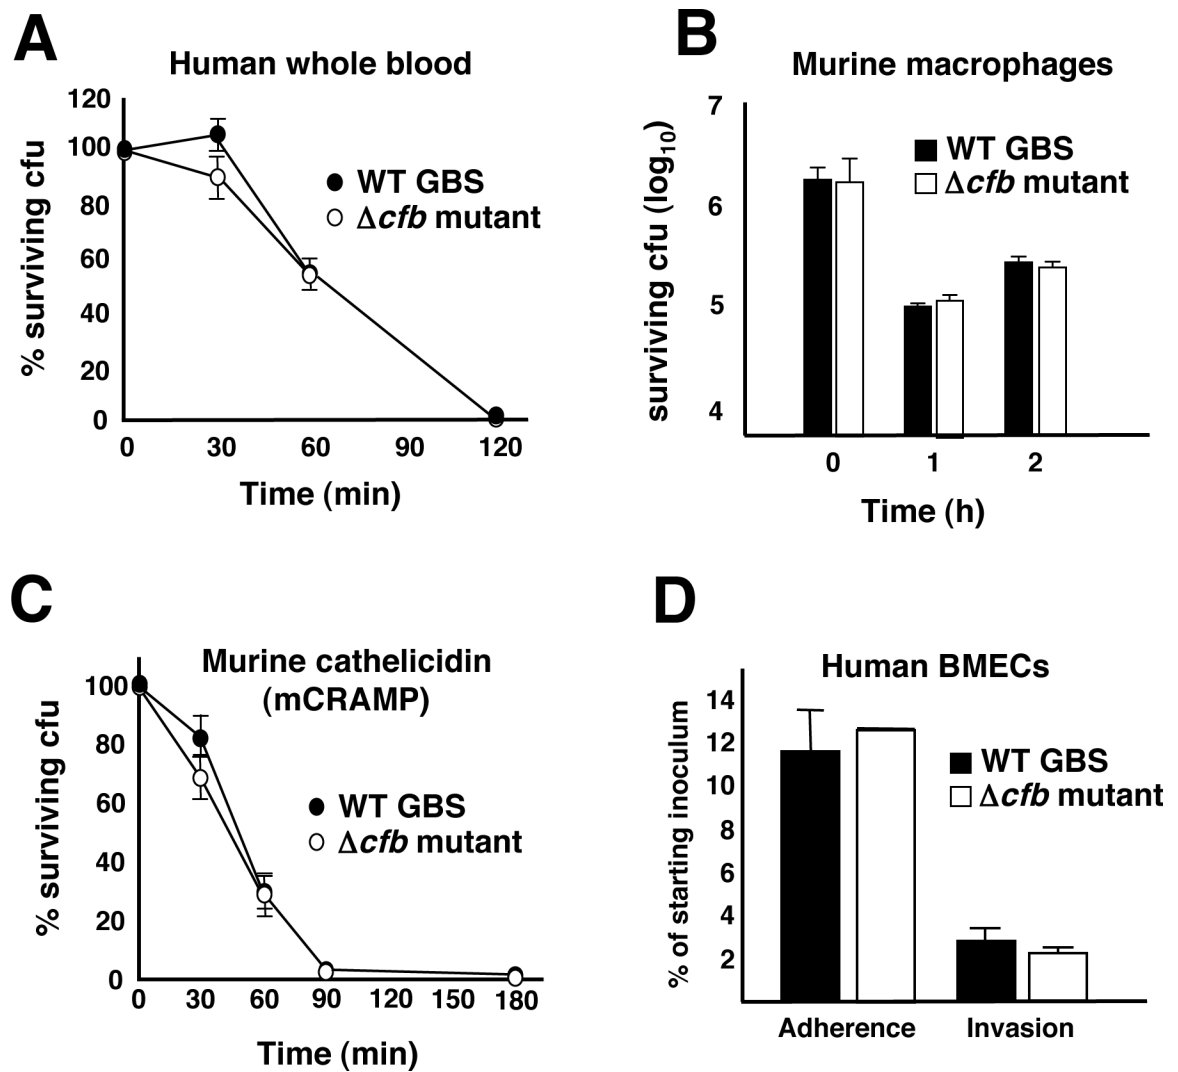 A
Human whole blood
120
100
80
60
40
20
0
% surviving cfu
WT GBS
Δcfb mutant
0 30 60 90 120
Time (min)
B
Murine macrophages
7
6
5
4
surviving cfu (log10)
WT GBS
Δcfb mutant
0 1 2
Time (h)
C
Murine cathelicidin
(mCRAMP)
100
80
60
40
20
0
% surviving cfu
WT GBS
Δcfb mutant
0 30 60 90 120 150 180
Time (min)
D
Human BMECs
14
12
10
8
6
4
2
% of starting inoculum
WT GBS
Δcfb mutant
Adherence Invasion